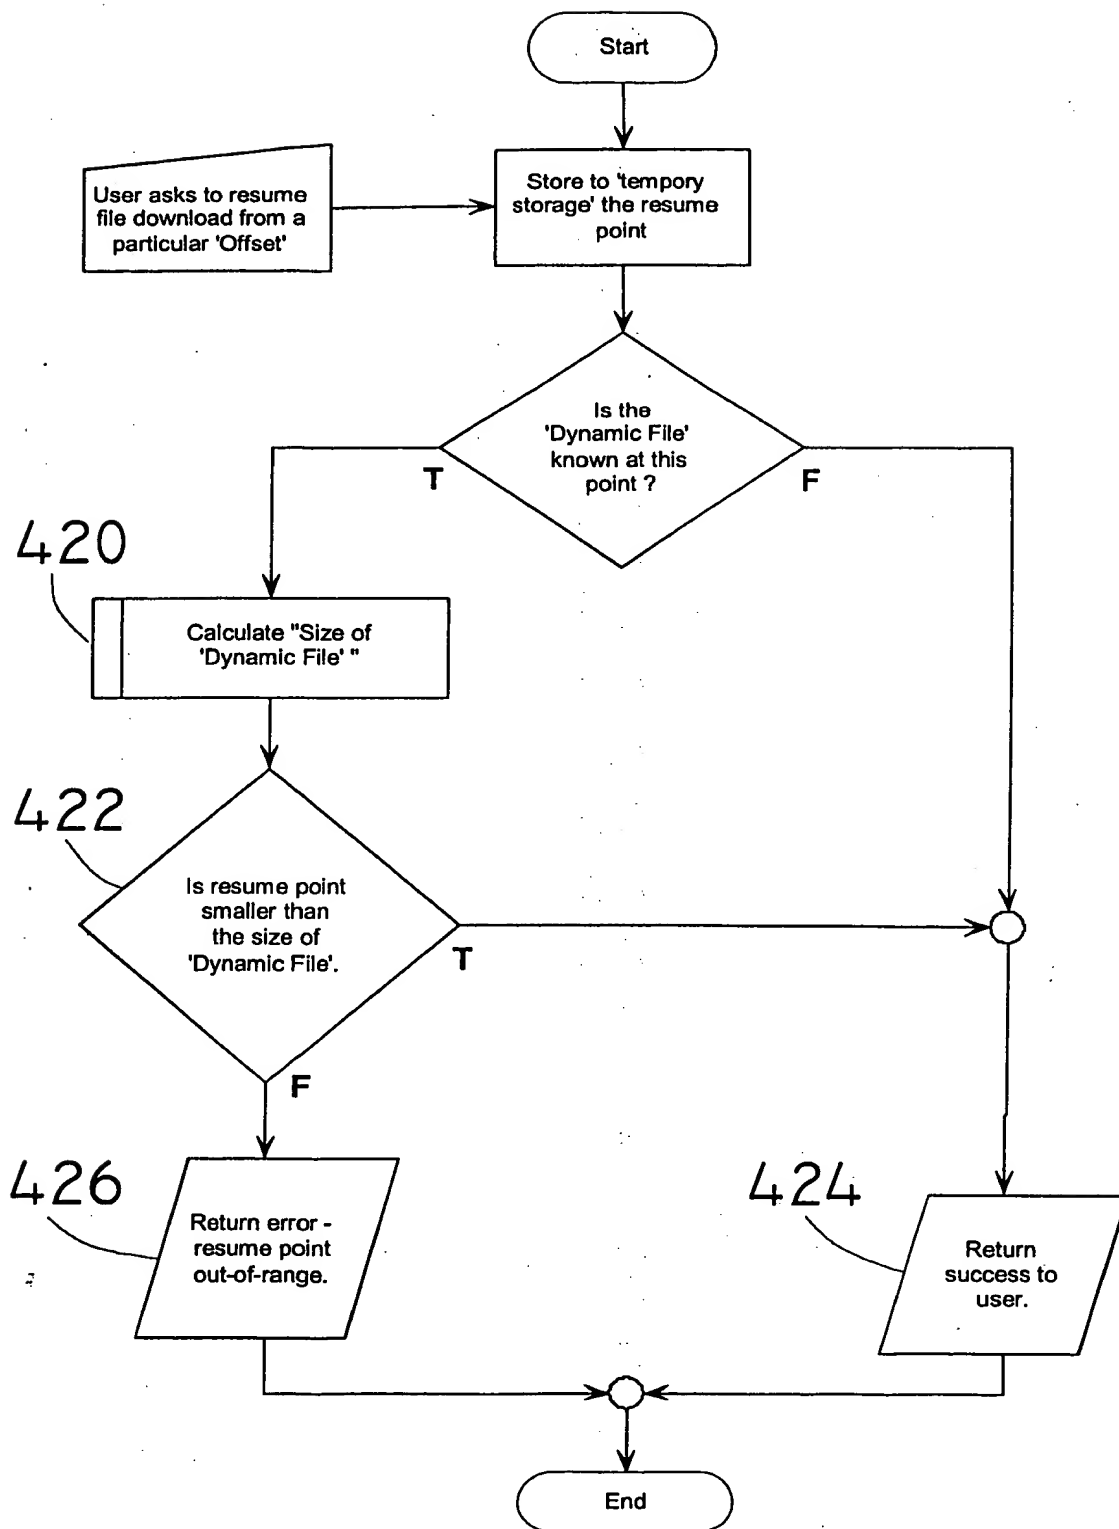 Start
User asks to resume
file download from a
particular 'Offset'
Store to 'tempory
storage' the resume
point
Is the
'Dynamic File'
known at this
point ?
T
F
420
Calculate "Size of
'Dynamic File' "
422
Is resume point
smaller than
the size of
'Dynamic File'.
T
F
426
Return error -
resume point
out-of-range.
424
Return
success to
user.
End